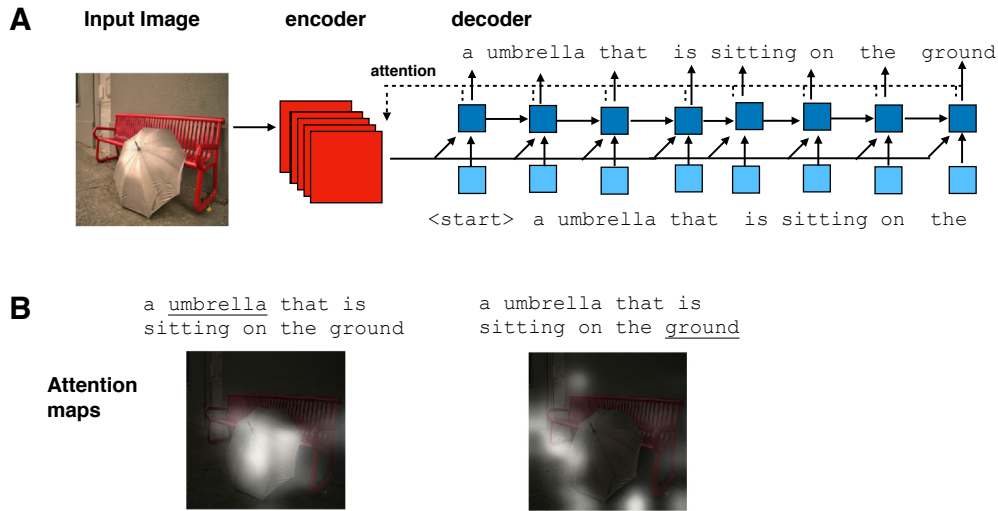 A
Input Image
encoder
decoder
a umbrella that is sitting on the ground
attention
<start> a umbrella that is sitting on the
B
a umbrella that is
sitting on the ground
a umbrella that is
sitting on the ground
Attention
maps